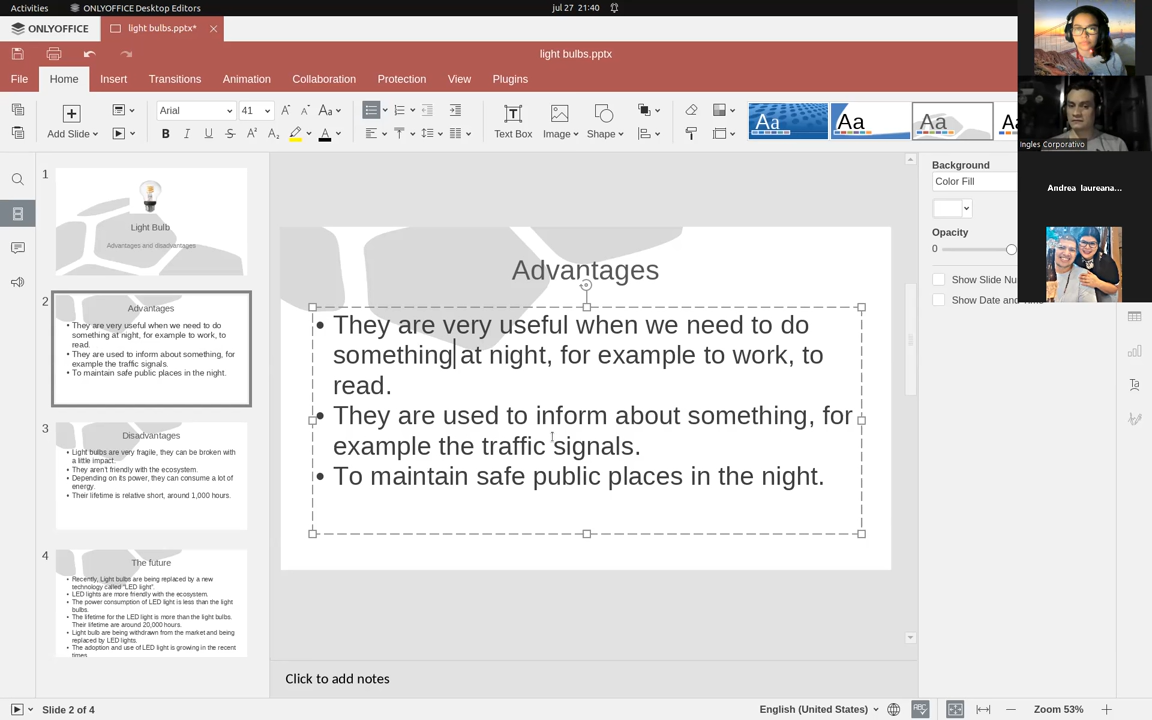 Activities
ONLYOFFICE Desktop Editors
jul 27 21:40
ONLYOFFICE
light bulbs.pptx*
light bulbs.pptx
File
Home
Insert
Transitions
Animation
Collaboration
Protection
View
Plugins
Arial
41
Add Slide
Text Box
Image
Shape
Ingles Corporativo
Andrea laureana...
1
Light Bulb
Advantages and disadvantages
2
Advantages
• They are very useful when we need to do
something at night, for example to work, to
read.
• They are used to inform about something, for
example the traffic signals.
• To maintain safe public places in the night.
3
Disadvantages
• Light bulbs are very fragile, they can be broken with
a little impact.
• They aren't friendly with the ecosystem.
• Depending on its power, they can consume a lot of
energy.
• Their lifetime is relative short, around 1,000 hours.
4
The future
• Recently, Light bulbs are being replaced by a new
technology called "LED light".
• LED lights are more friendly with the ecosystem.
• The power consumption of LED light is less than the light
bulbs.
• The lifetime for the LED light is more than the light bulbs.
Their lifetime are around 20,000 hours.
• Light bulb are being withdrawn from the market and being
replaced by LED lights.
• The adoption and use of LED light is growing in the recent
times
Advantages
• They are very useful when we need to do
something at night, for example to work, to
read.
• They are used to inform about something, for
example the traffic signals.
• To maintain safe public places in the night.
Click to add notes
Background
Color Fill
Opacity
0
Show Slide Nu
Show Date and Time
Slide 2 of 4
English (United States)
Zoom 53%